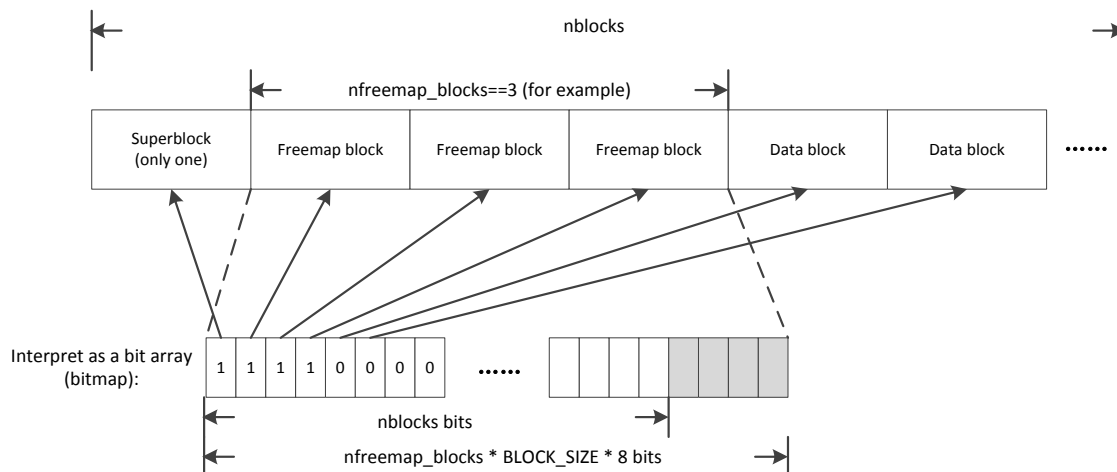 nblocks
nfreemap_blocks==3 (for example)
Superblock
(only one)
Freemap block
Freemap block
Freemap block
Data block
Data block
......
Interpret as a bit array
(bitmap):
1 1 1 1 0 0 0 0
......
nblocks bits
nfreemap_blocks * BLOCK_SIZE * 8 bits